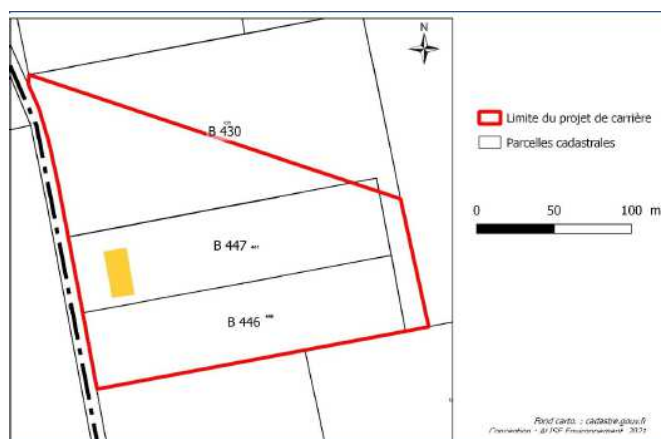 N
B 430
Limite du projet de carrière
Parcelles cadastrales
0 50 100 m
B 447
B 446
Fond carto. : cadastre.gouv.fr
Conception : ALISE Environnement, 2021